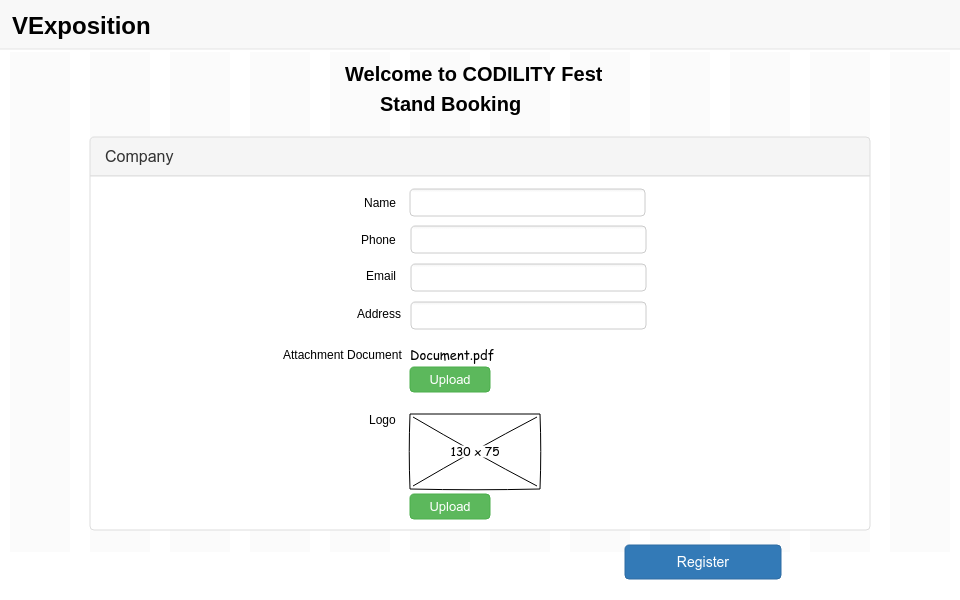 VExposition
Welcome to CODILITY Fest
Stand Booking
Company
Name
Phone
Email
Address
Attachment Document Document.pdf
Upload
Logo
130 x 75
Upload
Register